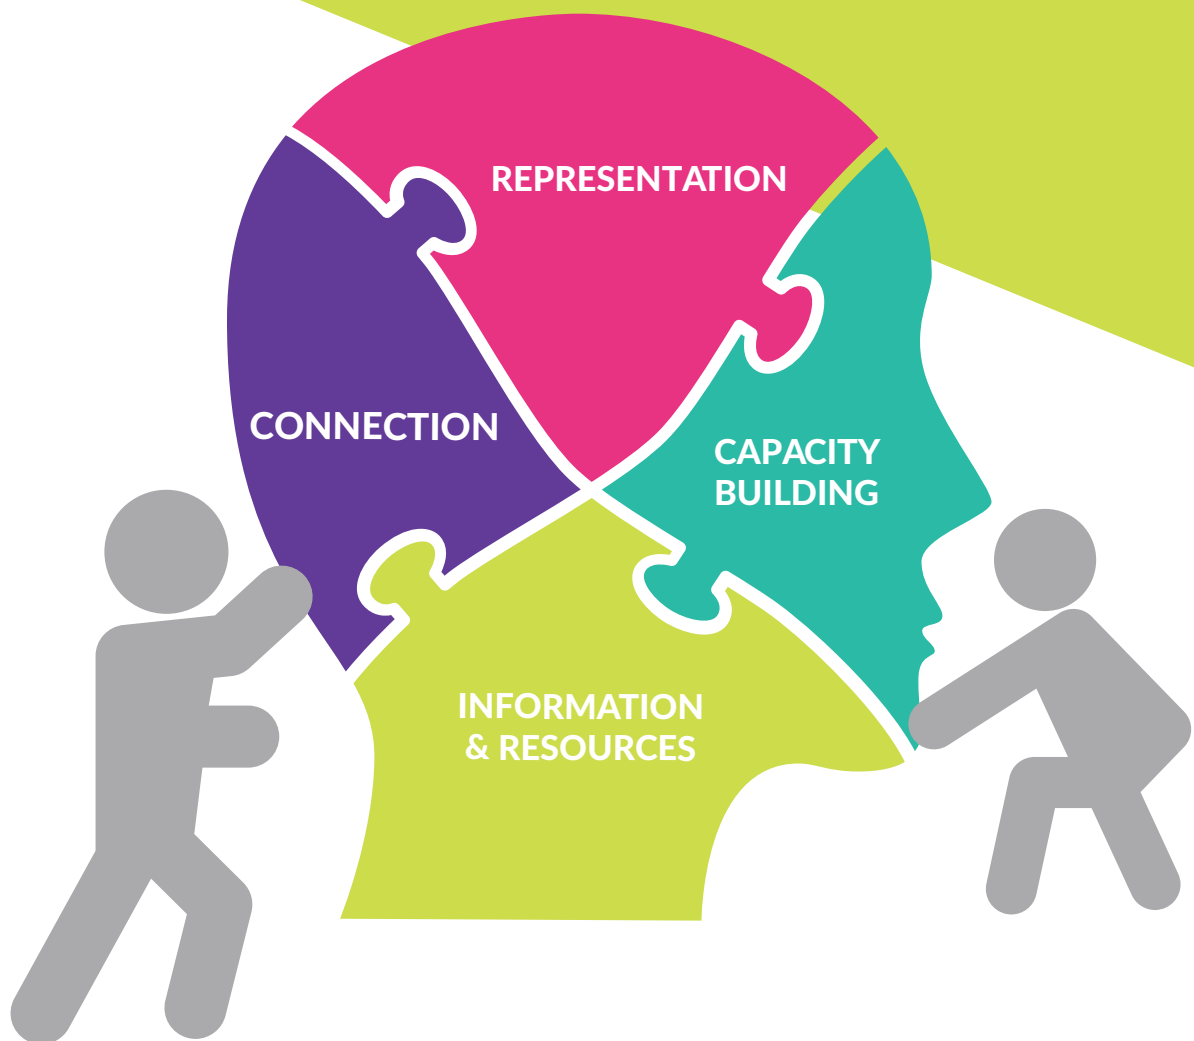 REPRESENTATION
CONNECTION
CAPACITY
BUILDING
INFORMATION
& RESOURCES